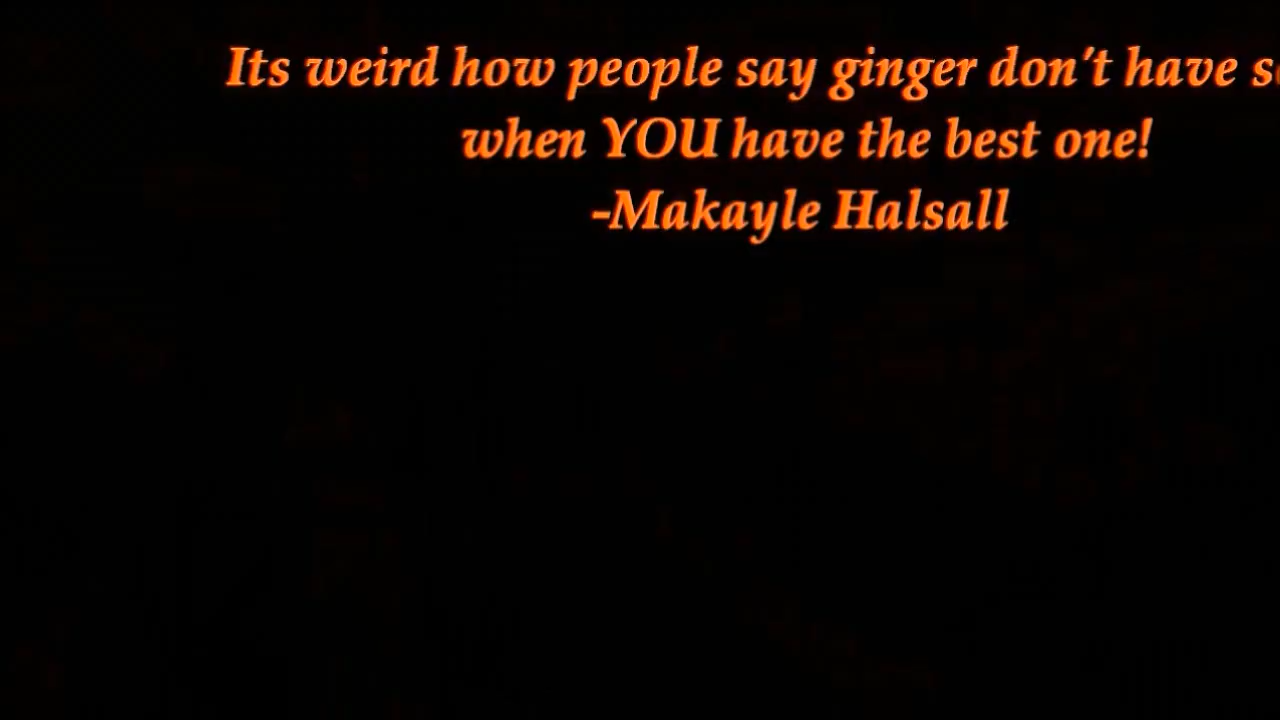 Its weird how people say ginger don't have
when YOU have the best one!
-Makayle Halsall